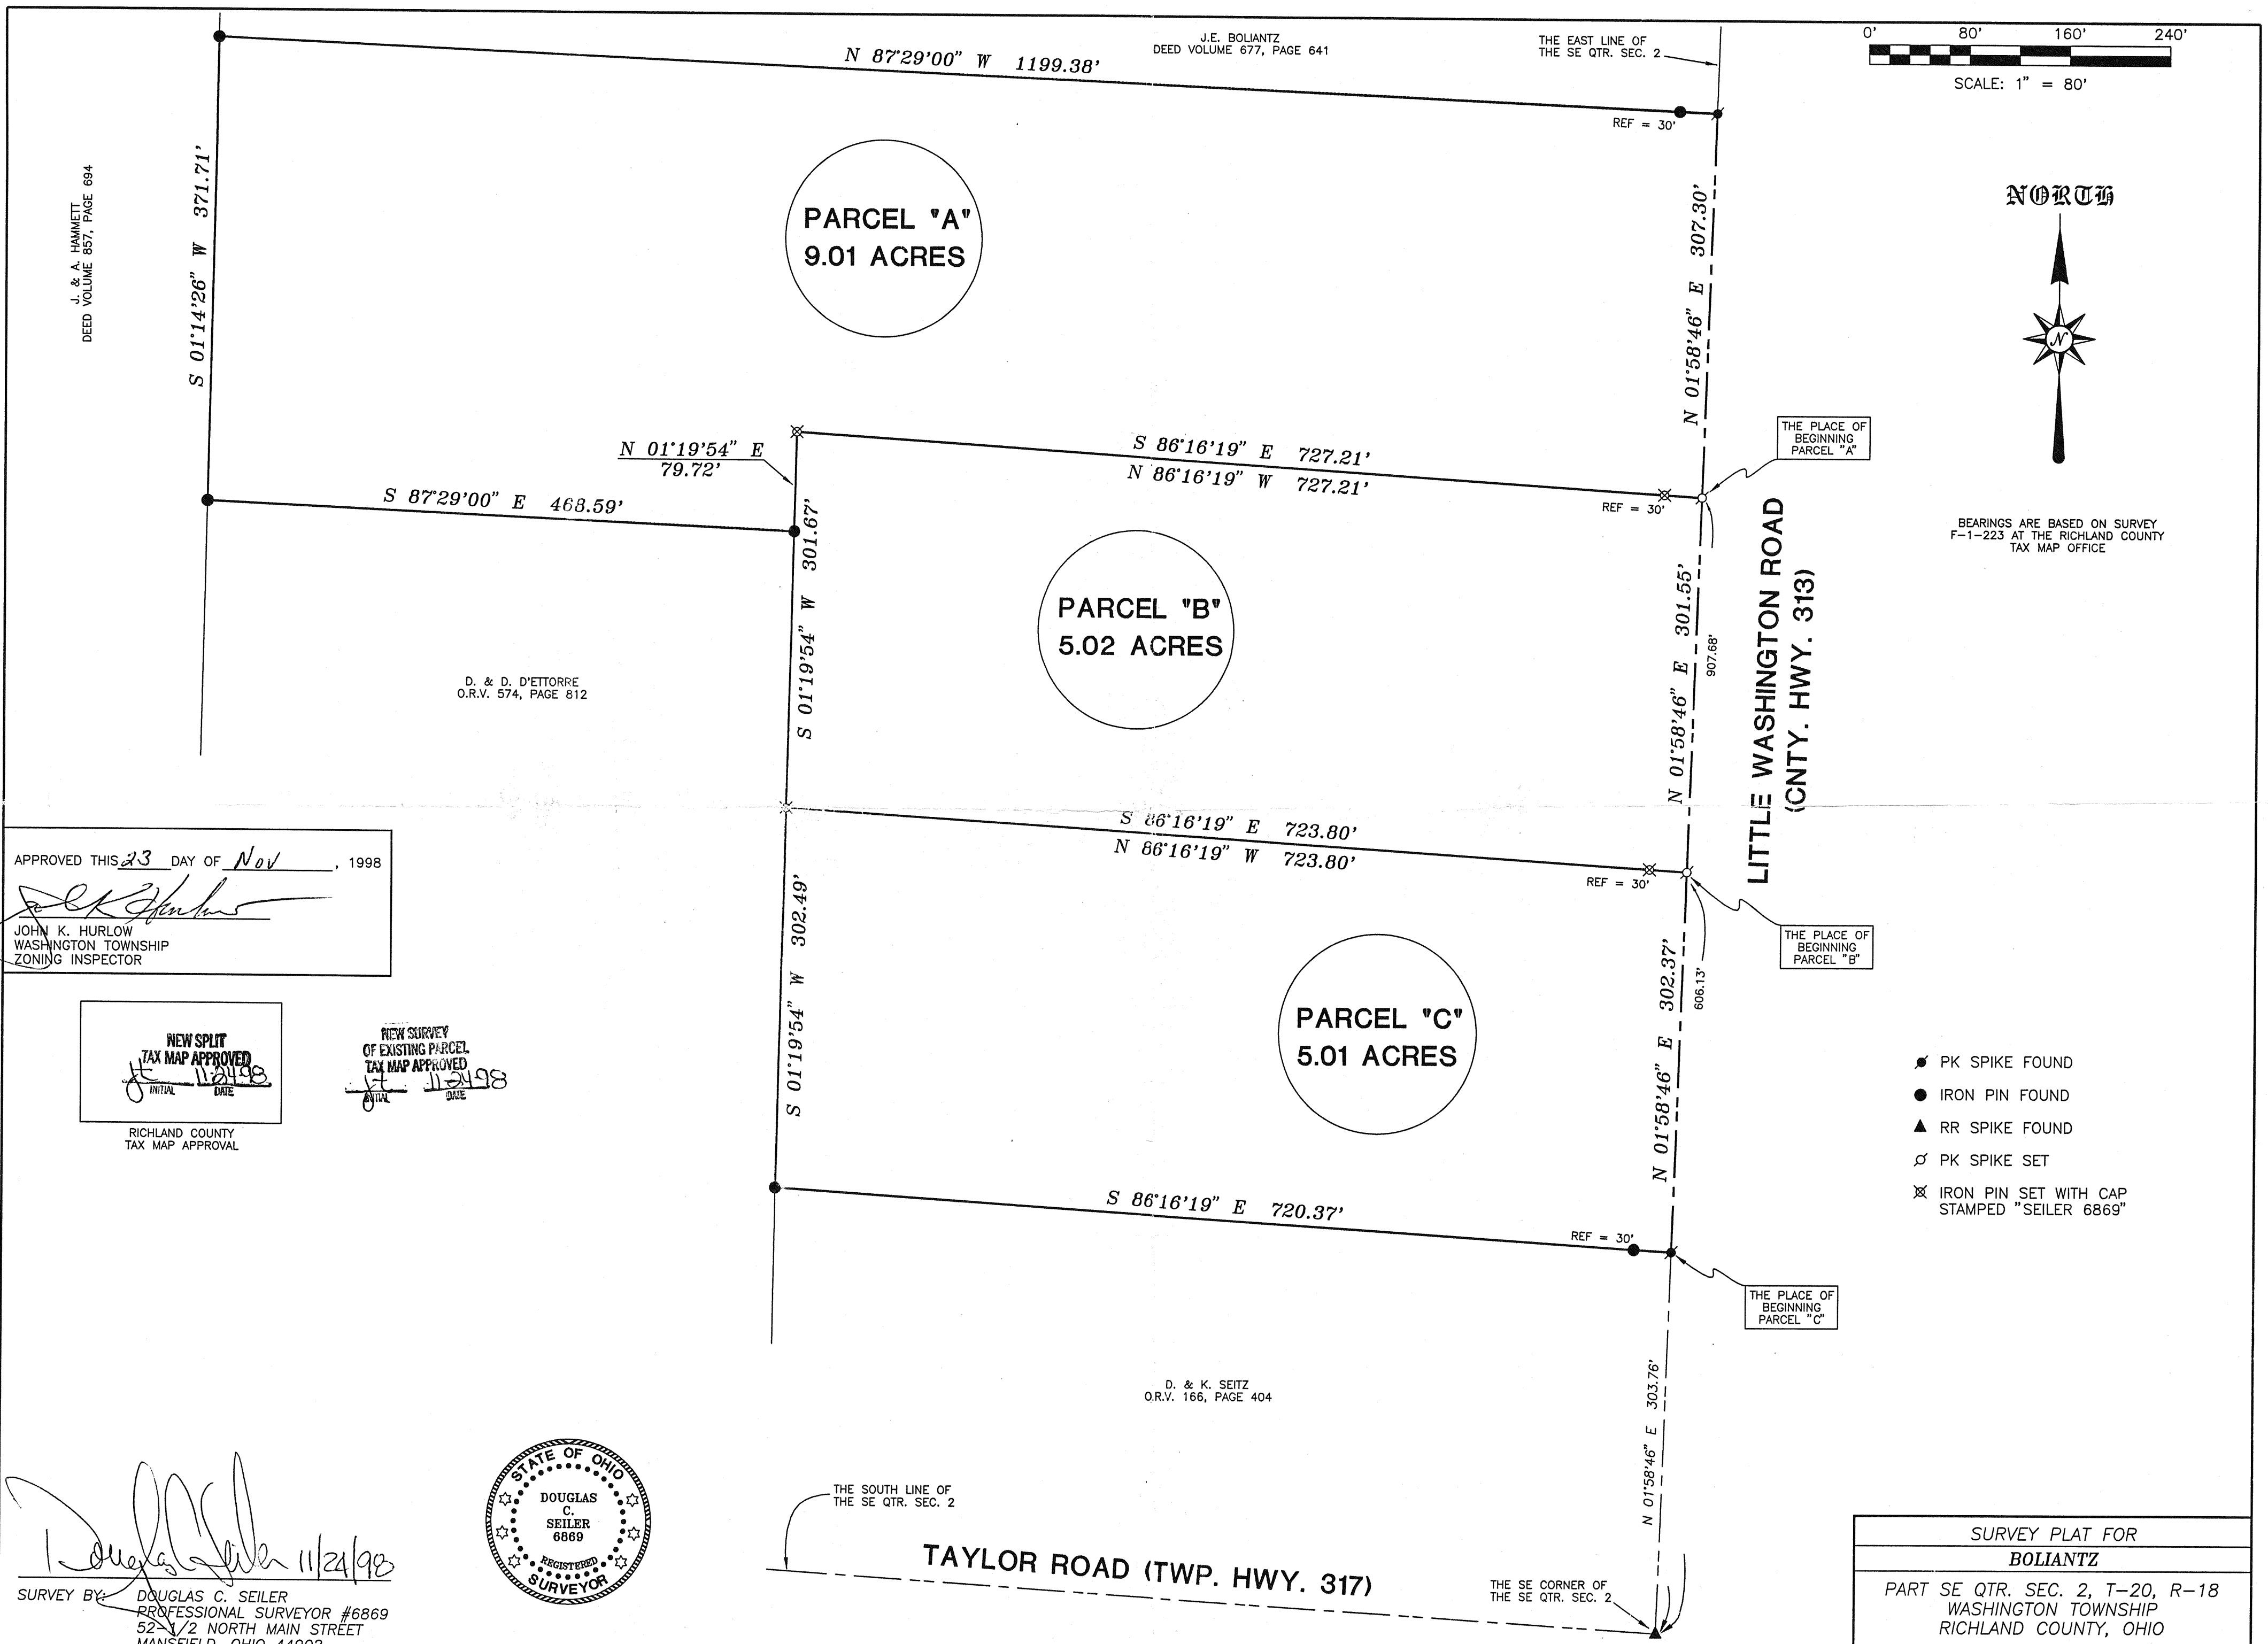 J.E. BOLIANTZ
DEED VOLUME 677, PAGE 641
THE EAST LINE OF
THE SE QTR. SEC. 2
0' 80' 160' 240'
SCALE: 1" = 80'
N 87°29'00" W 1199.38'
REF = 30'
NORTH
N
BEARINGS ARE BASED ON SURVEY
F-1-223 AT THE RICHLAND COUNTY
TAX MAP OFFICE
J. & A. HAMMETT
DEED VOLUME 857, PAGE 694
S 01°14'26" W 371.71'
PARCEL "A"
9.01 ACRES
N 01°58'46" E 307.30'
THE PLACE OF
BEGINNING
PARCEL "A"
N 01°19'54" E
79.72'
S 86°16'19" E 727.21'
N 86°16'19" W 727.21'
REF = 30'
S 87°29'00" E 468.59'
S 01°19'54" W 301.67'
PARCEL "B"
5.02 ACRES
N 01°58'46" E 301.55'
907.68'
LITTLE WASHINGTON ROAD
(CNTY. HWY. 313)
D. & D. D'ETTORRE
O.R.V. 574, PAGE 812
S 86°16'19" E 723.80'
N 86°16'19" W 723.80'
REF = 30'
THE PLACE OF
BEGINNING
PARCEL "B"
606.13'
APPROVED THIS 23 DAY OF Nov , 1998
JOHN K. HURLOW
WASHINGTON TOWNSHIP
ZONING INSPECTOR
S 01°19'54" W 302.49'
PARCEL "C"
5.01 ACRES
N 01°58'46" E 302.37'
NEW SPLIT
TAX MAP APPROVED
jt 11-24-98
INITIAL DATE
RICHLAND COUNTY
TAX MAP APPROVAL
NEW SURVEY
OF EXISTING PARCEL
TAX MAP APPROVED
jt 11-24-98
INITIAL DATE
PK SPIKE FOUND
IRON PIN FOUND
RR SPIKE FOUND
PK SPIKE SET
IRON PIN SET WITH CAP
STAMPED "SEILER 6869"
S 86°16'19" E 720.37'
REF = 30'
THE PLACE OF
BEGINNING
PARCEL "C"
D. & K. SEITZ
O.R.V. 166, PAGE 404
N 01°58'46" E 303.76'
THE SOUTH LINE OF
THE SE QTR. SEC. 2
TAYLOR ROAD (TWP. HWY. 317)
THE SE CORNER OF
THE SE QTR. SEC. 2
STATE OF OHIO
DOUGLAS
C.
SEILER
6869
REGISTERED
SURVEYOR
Douglas C Seiler 11/24/98
SURVEY BY: DOUGLAS C. SEILER
PROFESSIONAL SURVEYOR #6869
52-1/2 NORTH MAIN STREET
MANSFIELD, OHIO
SURVEY PLAT FOR
BOLIANTZ
PART SE QTR. SEC. 2, T-20, R-18
WASHINGTON TOWNSHIP
RICHLAND COUNTY, OHIO